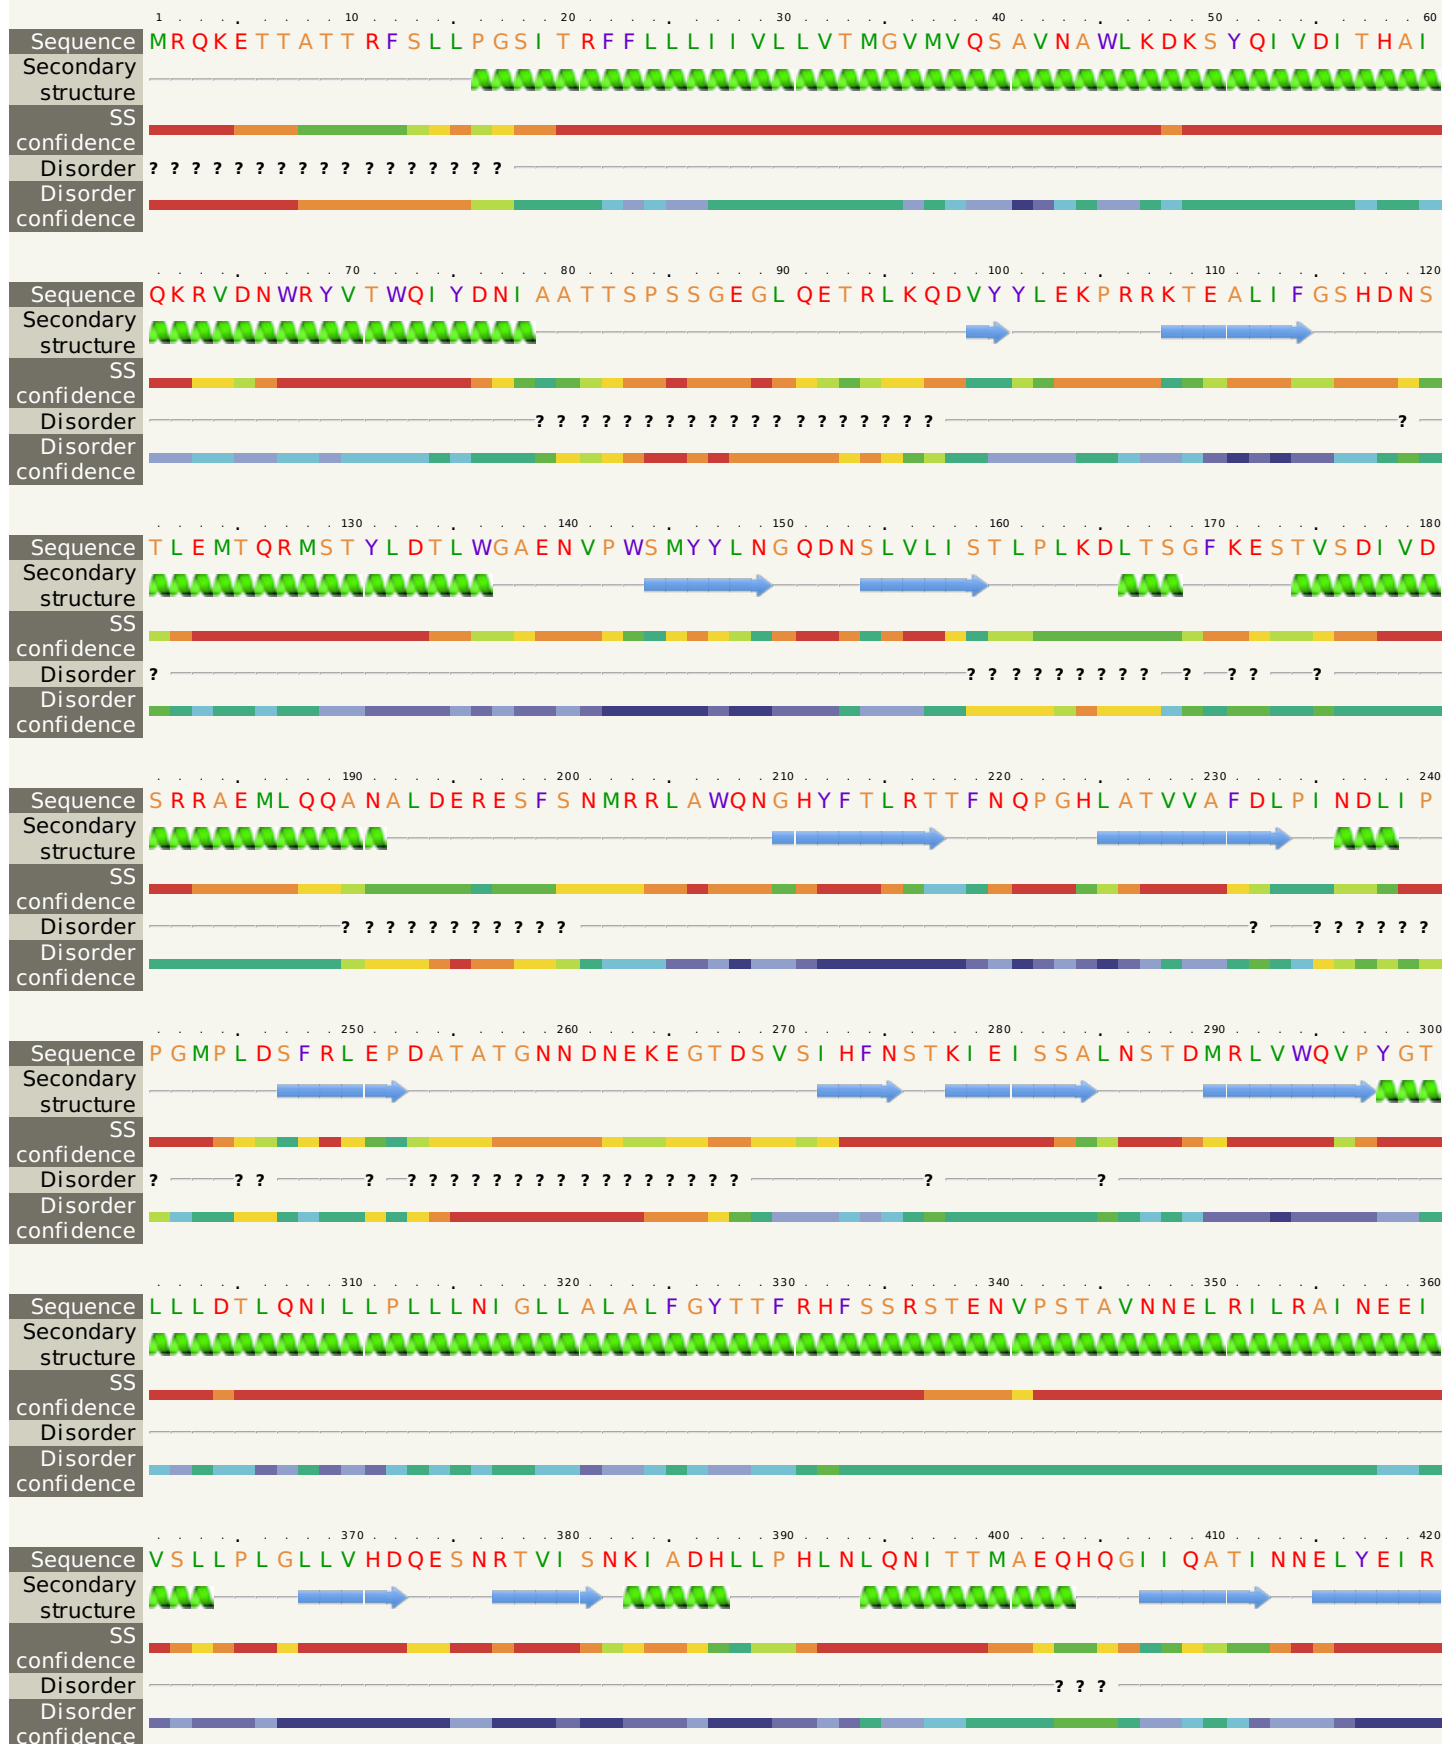 1 10 20 30 40 50 60
Sequence MRQKETTATTRFSLLPGSITRFFLLLIIVLLVTMGVMVQSAVNAWLKDKSYQIVDITHAI
Secondary
structure
SS
confidence
Disorder ? ? ? ? ? ? ? ? ? ? ? ? ? ? ? ? ?
Disorder
confidence
70 80 90 100 110 120
Sequence QKRVDNWRYVTWQIYDNIAATTSPSSGEGLQETRLKQDVYYLEKPRRKTEALIFGSHDNS
Secondary
structure
SS
confidence
Disorder ? ? ? ? ? ? ? ? ? ? ? ? ? ? ? ? ? ? ? ?
Disorder
confidence
130 140 150 160 170 180
Sequence TLEMTQRMSTYLDTLWGAENVPWSMYYLNGQDNSLVLISTLPLKDLTSGFKESTVSDIVD
Secondary
structure
SS
confidence
Disorder ? ? ? ? ? ? ? ? ? ? ? ? ? ?
Disorder
confidence
190 200 210 220 230 240
Sequence SRRAEMLQQANALDERESFSNMRRLAWQNGHYFTLRTTFNQPGHLATVVAFDLPINDLIP
Secondary
structure
SS
confidence
Disorder ? ? ? ? ? ? ? ? ? ? ? ? ? ? ? ? ? ?
Disorder
confidence
250 260 270 280 290 300
Sequence PGMPLDSFRLEPDATATGNNDNEKEGTDSVSIHFNSTKIEISSALNSTDMRLVWQVPYGT
Secondary
structure
SS
confidence
Disorder ? ? ? ? ? ? ? ? ? ? ? ? ? ? ? ? ? ? ? ? ? ?
Disorder
confidence
310 320 330 340 350 360
Sequence LLLDTLQNILLPLLLNIGLLALALFGYTTFRHFSSRSTENVPSTAVNNELRILRAINEEI
Secondary
structure
SS
confidence
Disorder
Disorder
confidence
370 380 390 400 410 420
Sequence VSLLPLGLLVHDQESNRTVISNKIADHLLPHLNLQNITTMAEQHQGIIQATINNELYEIR
Secondary
structure
SS
confidence
Disorder ? ? ?
Disorder
confidence